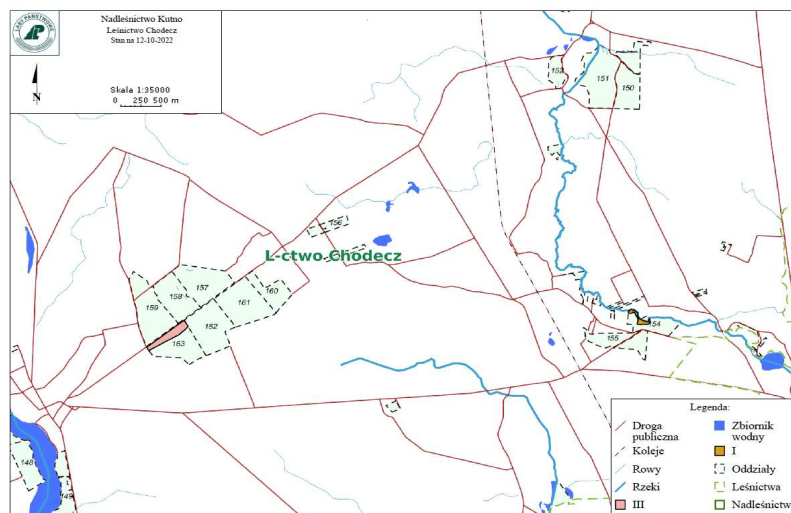 LASY PAŃSTWOWE
Nadleśnictwo Kutno
Leśnictwo Chodecz
Stan na 12-10-2022
N
Skala 1:35000
0 250 500 m
151
150
156
L-ctwo Chodecz
157
158
159
160
161
152
163
154
155
148
149
Legenda:
Droga publiczna
Koleje
Rowy
Rzeki
III
Zbiornik wodny
I
Oddziały
Leśnictwa
Nadleśnictw